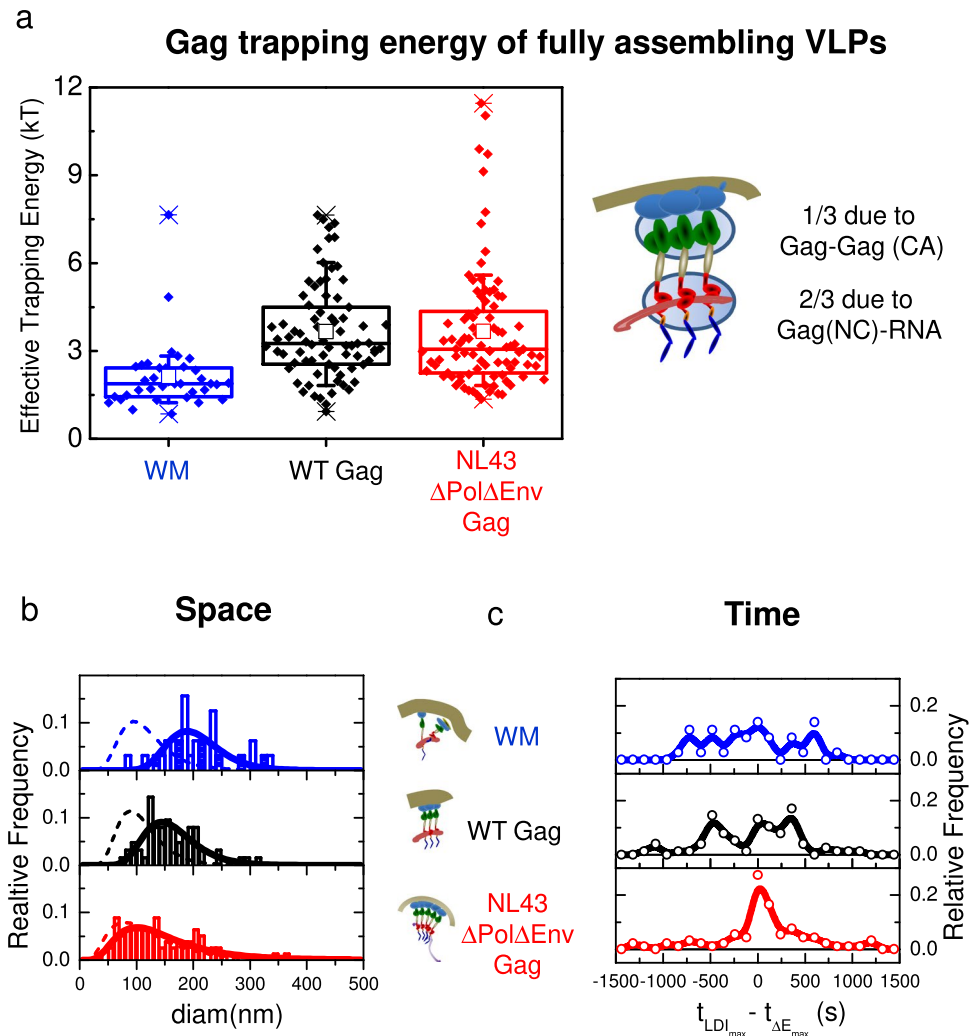 a
Gag trapping energy of fully assembling VLPs
Effective Trapping Energy (kT)
12
9
6
3
0
WM
WT Gag
NL43
ΔPolΔEnv
Gag
1/3 due to
Gag-Gag (CA)
2/3 due to
Gag(NC)-RNA
b
Space
Realtive Frequency
0.1
0.0
0.1
0.0
0.1
0.0
0 100 200 300 400 500
diam(nm)
WM
WT Gag
NL43
ΔPolΔEnv
Gag
c
Time
0.2
0.0
0.2
0.0
0.2
0.0
Relative Frequency
-1500 -1000 -500 0 500 1000 1500
t_LDI_max - t_ΔE_max (s)